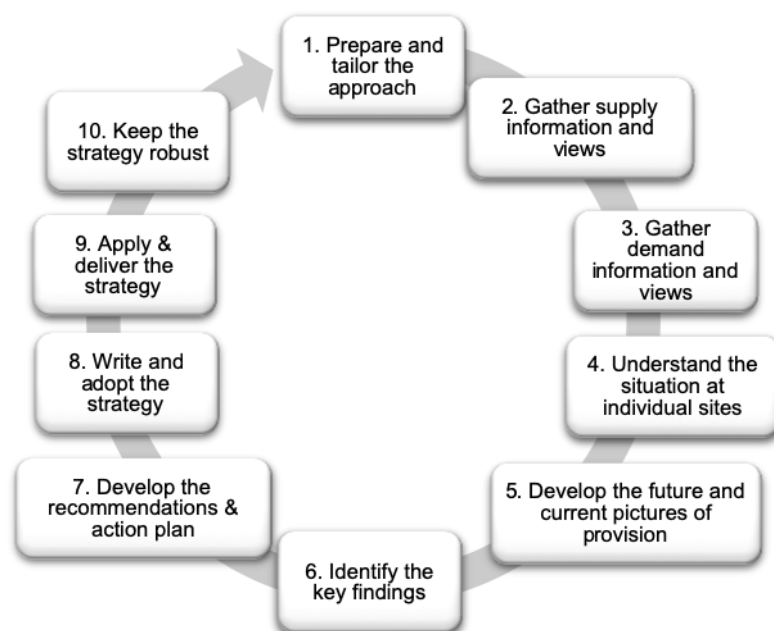 1. Prepare and
tailor the
approach
2. Gather supply
information and
views
3. Gather
demand
information and
views
4. Understand the
situation at
individual sites
5. Develop the future and
current pictures of
provision
6. Identify the
key findings
7. Develop the
recommendations &
action plan
8. Write and
adopt the
strategy
9. Apply &
deliver the
strategy
10. Keep the
strategy robust